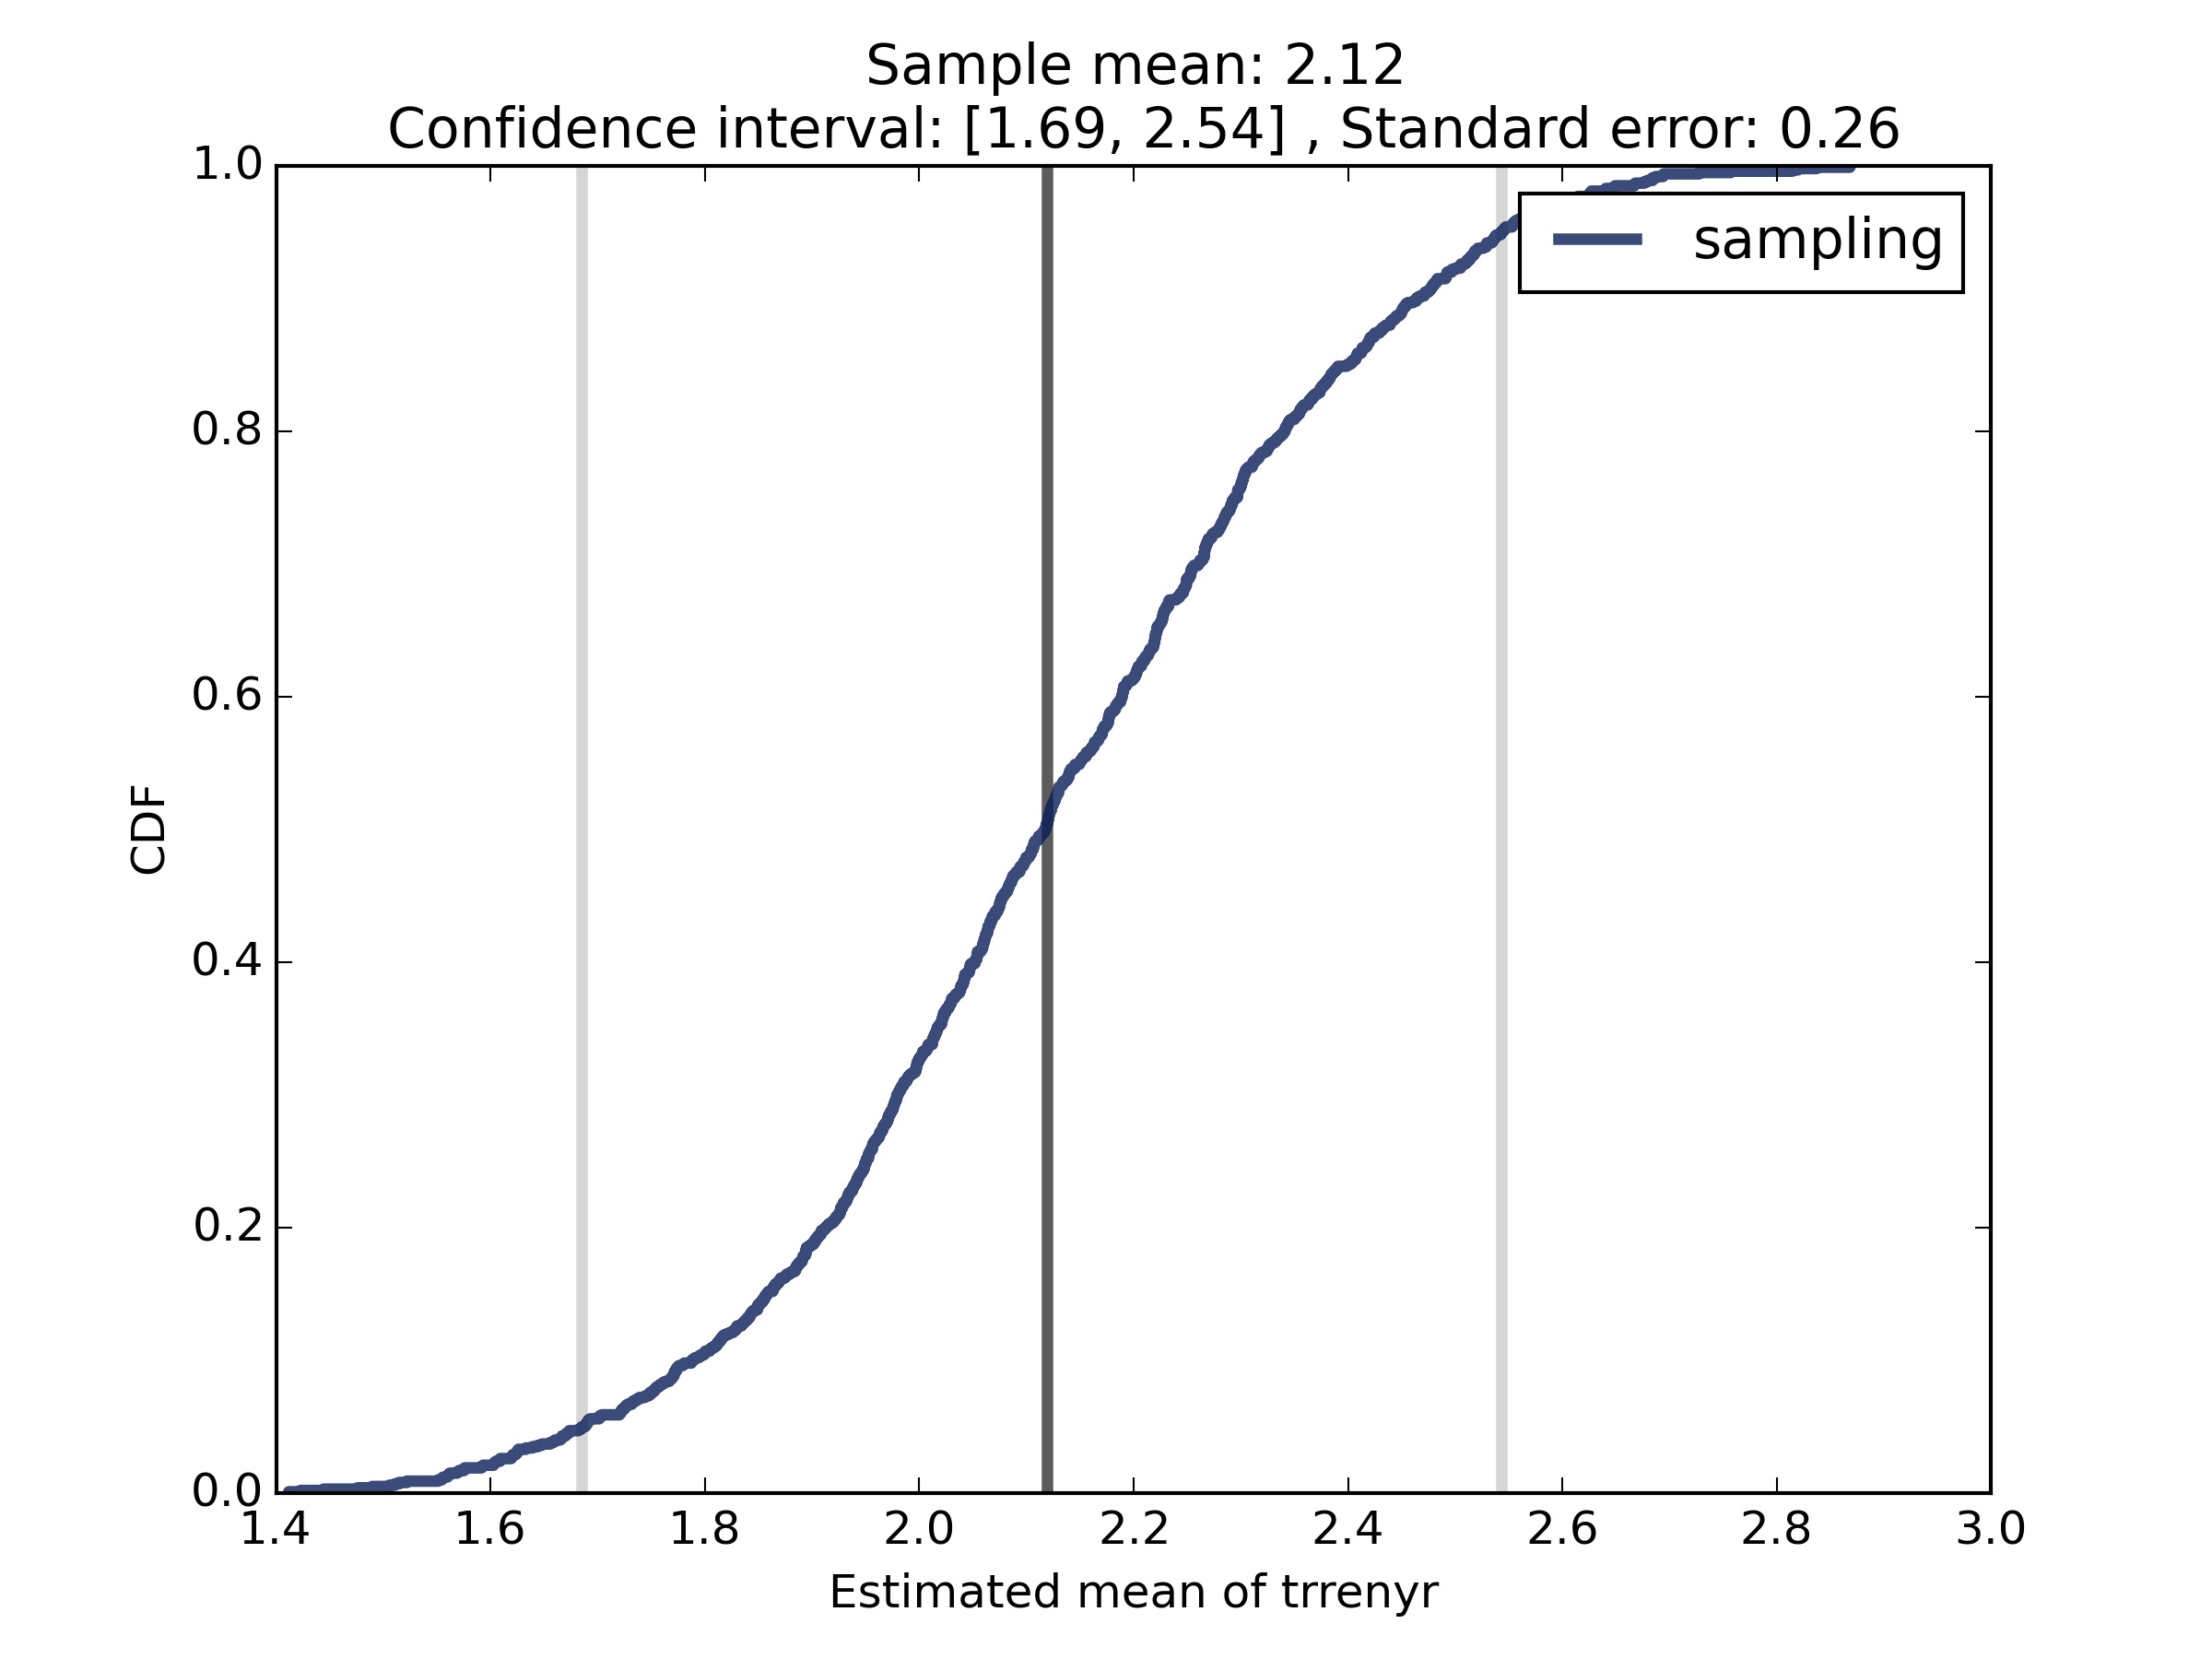 Sample mean: 2.12
Confidence interval: [1.69, 2.54] , Standard error: 0.26
1.0
sampling
0.8
0.6
CDF
0.4
0.2
0.0
1.4 1.6 1.8 2.0 2.2 2.4 2.6 2.8 3.0
Estimated mean of trrenyr